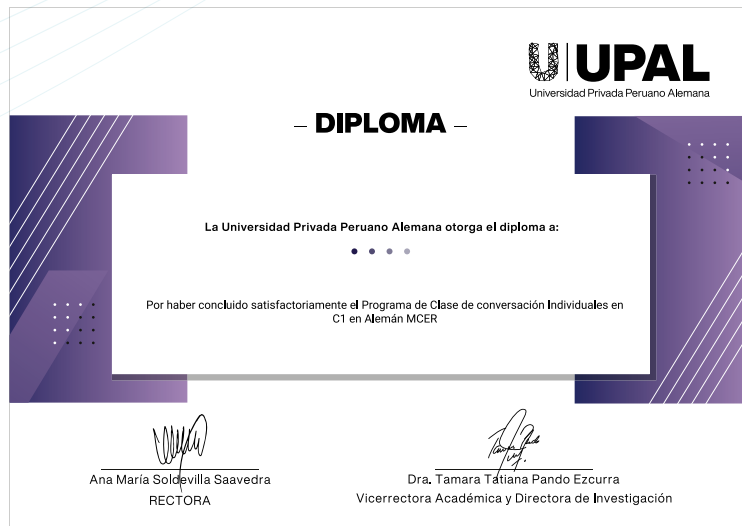 UPAL
Universidad Privada Peruano Alemana
– DIPLOMA –
La Universidad Privada Peruano Alemana otorga el diploma a:
Por haber concluido satisfactoriamente el Programa de Clase de conversación Individuales en
C1 en Alemán MCER
Ana María Soldevilla Saavedra
RECTORA
Dra. Tamara Tatiana Pando Ezcurra
Vicerrectora Académica y Directora de Investigación